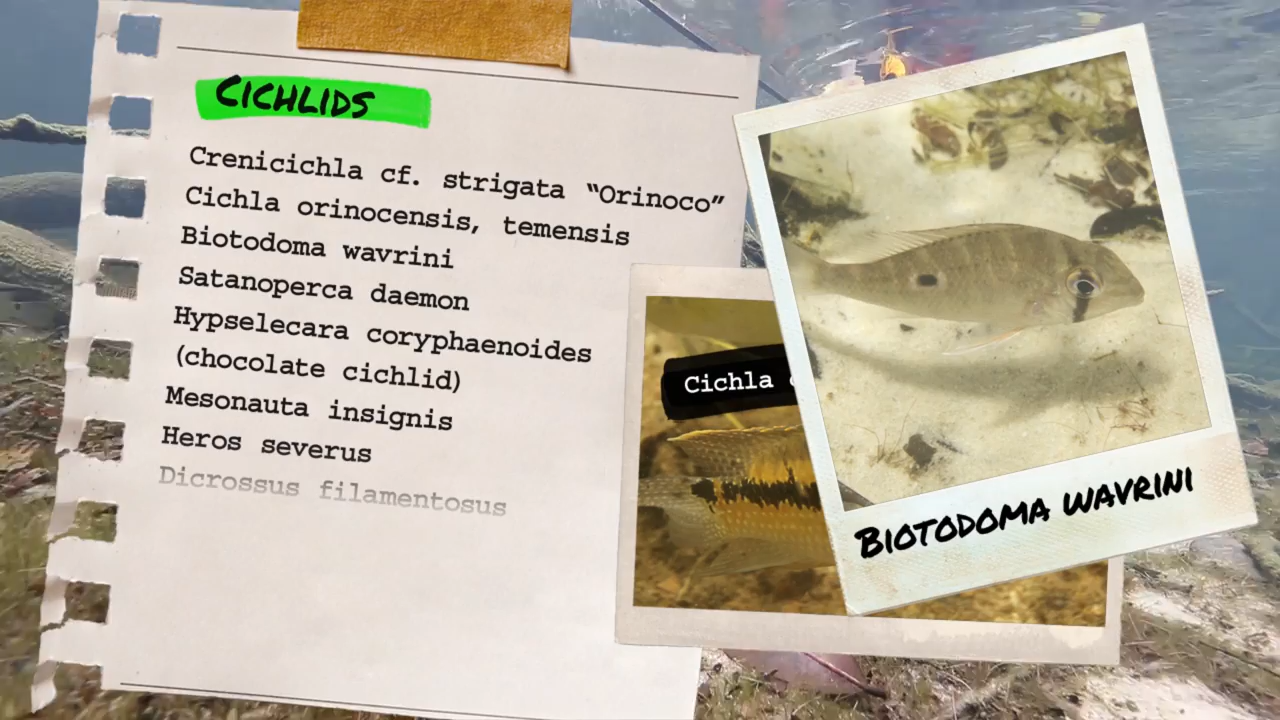 CICHLIDS
Crenicichla cf. strigata “Orinoco”
Cichla orinocensis, temensis
Biotodoma wavrini
Satanoperca daemon
Hypselecara coryphaenoides
(chocolate cichlid)
Mesonauta insignis
Heros severus
Dicrossus filamentosus
Cichla
BIOTODOMA WAVRINI